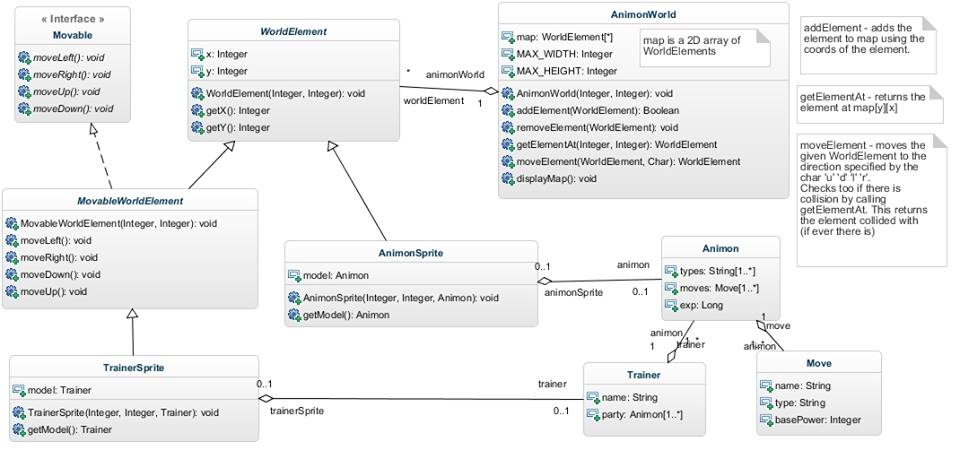 « Interface »
Movable
moveLeft(): void
moveRight(): void
moveUp(): void
moveDown(): void
WorldElement
x: Integer
y: Integer
WorldElement(Integer, Integer): void
getX(): Integer
getY(): Integer
* animonWorld
worldElement 1
AnimonWorld
map: WorldElement[*]
MAX_WIDTH: Integer
MAX_HEIGHT: Integer
map is a 2D array of
WorldElements
AnimonWorld(Integer, Integer): void
addElement(WorldElement): Boolean
removeElement(WorldElement): void
getElementAt(Integer, Integer): WorldElement
moveElement(WorldElement, Char): WorldElement
displayMap(): void
addElement - adds the
element to map using the
coords of the element.
getElementAt - returns the
element at map[y][x]
moveElement - moves the
given WorldElement to the
direction specified by the
char 'u' 'd' 'l' 'r'.
Checks too if there is
collision by calling
getElementAt. This returns
the element collided with
(if ever there is)
MovableWorldElement
MovableWorldElement(Integer, Integer): void
moveLeft(): void
moveRight(): void
moveDown(): void
moveUp(): void
AnimonSprite
model: Animon
AnimonSprite(Integer, Integer, Animon): void
getModel(): Animon
0..1 animon
animonSprite 0..1
Animon
types: String[1..*]
moves: Move[1..*]
exp: Long
animon
1
trainer
1
move
animon
TrainerSprite
model: Trainer
TrainerSprite(Integer, Integer, Trainer): void
getModel(): Trainer
0..1 trainer
trainerSprite 0..1
Trainer
name: String
party: Animon[1..*]
Move
name: String
type: String
basePower: Integer